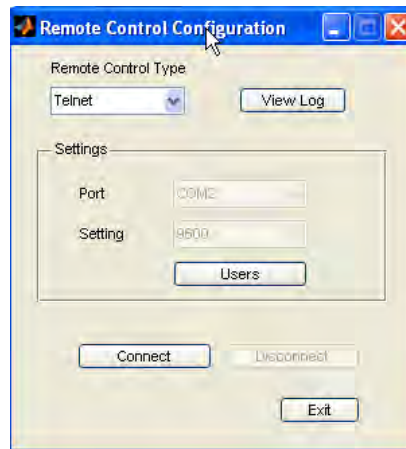 Remote Control Configuration
Remote Control Type
Telnet
View Log
Settings
Port
COM2
Setting
9600
Users
Connect
Disconnect
Exit